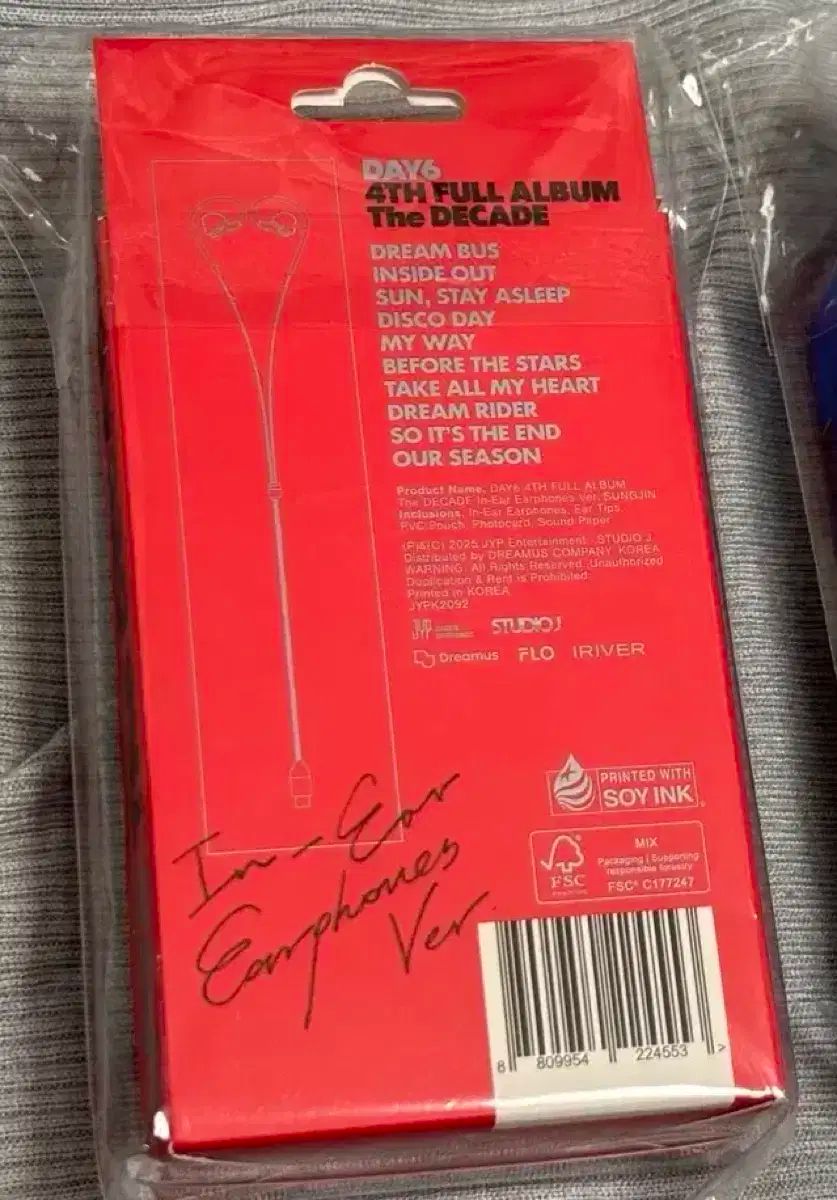 DAY6
4TH FULL ALBUM
The DECADE
DREAM BUS
INSIDE OUT
SUN, STAY ASLEEP
DISCO DAY
MY WAY
BEFORE THE STARS
TAKE ALL MY HEART
DREAM RIDER
SO IT'S THE END
OUR SEASON
Product Name. DAY6 4TH FULL ALBUM
The DECADE In-Ear Earphones Ver. SUNGJIN
Inclusions. In-Ear Earphones, Ear Tips
PVC Pouch, Photocard, Sound Paper
(P)&(C) 2025 JYP Entertainment. STUDIO J.
Distributed by DREAMUS COMPANY KOREA
WARNING: All Rights Reserved. Unauthorized
Duplication & Rent is Prohibited.
Printed in KOREA
JYPK2092
JYP STUDIO J
Dreamus FLO IRIVER
PRINTED WITH
SOY INK
MIX
Packaging | Supporting
responsible forestry
FSC
FSC® C177247
In-Ear
Earphones
Ver.
8 809954 224553 >